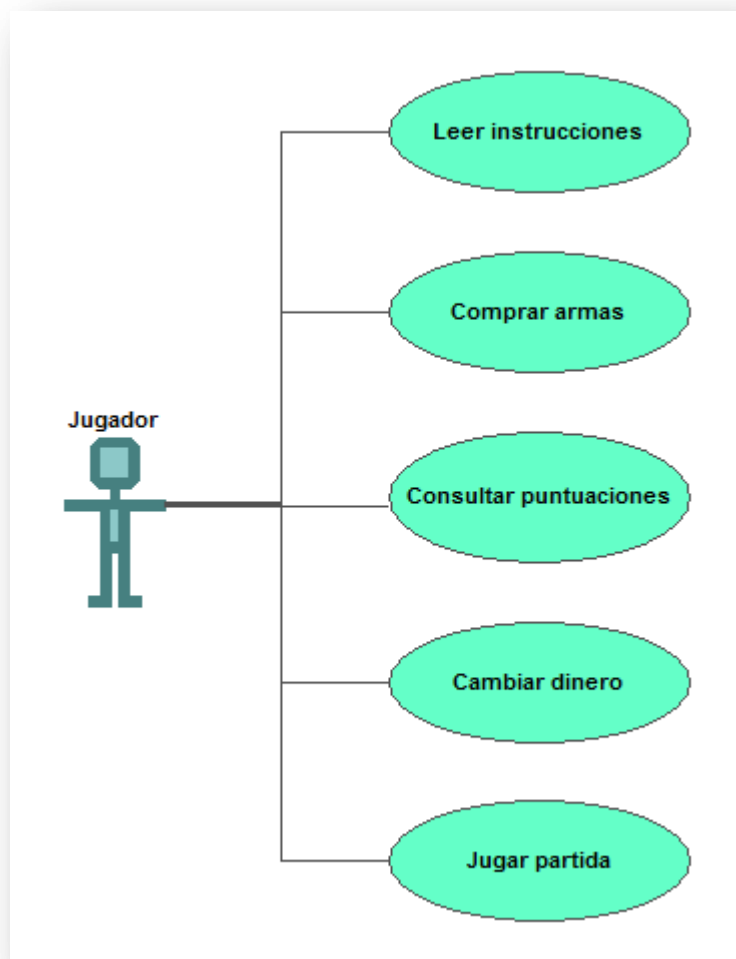 Leer instrucciones
Comprar armas
Jugador
Consultar puntuaciones
Cambiar dinero
Jugar partida